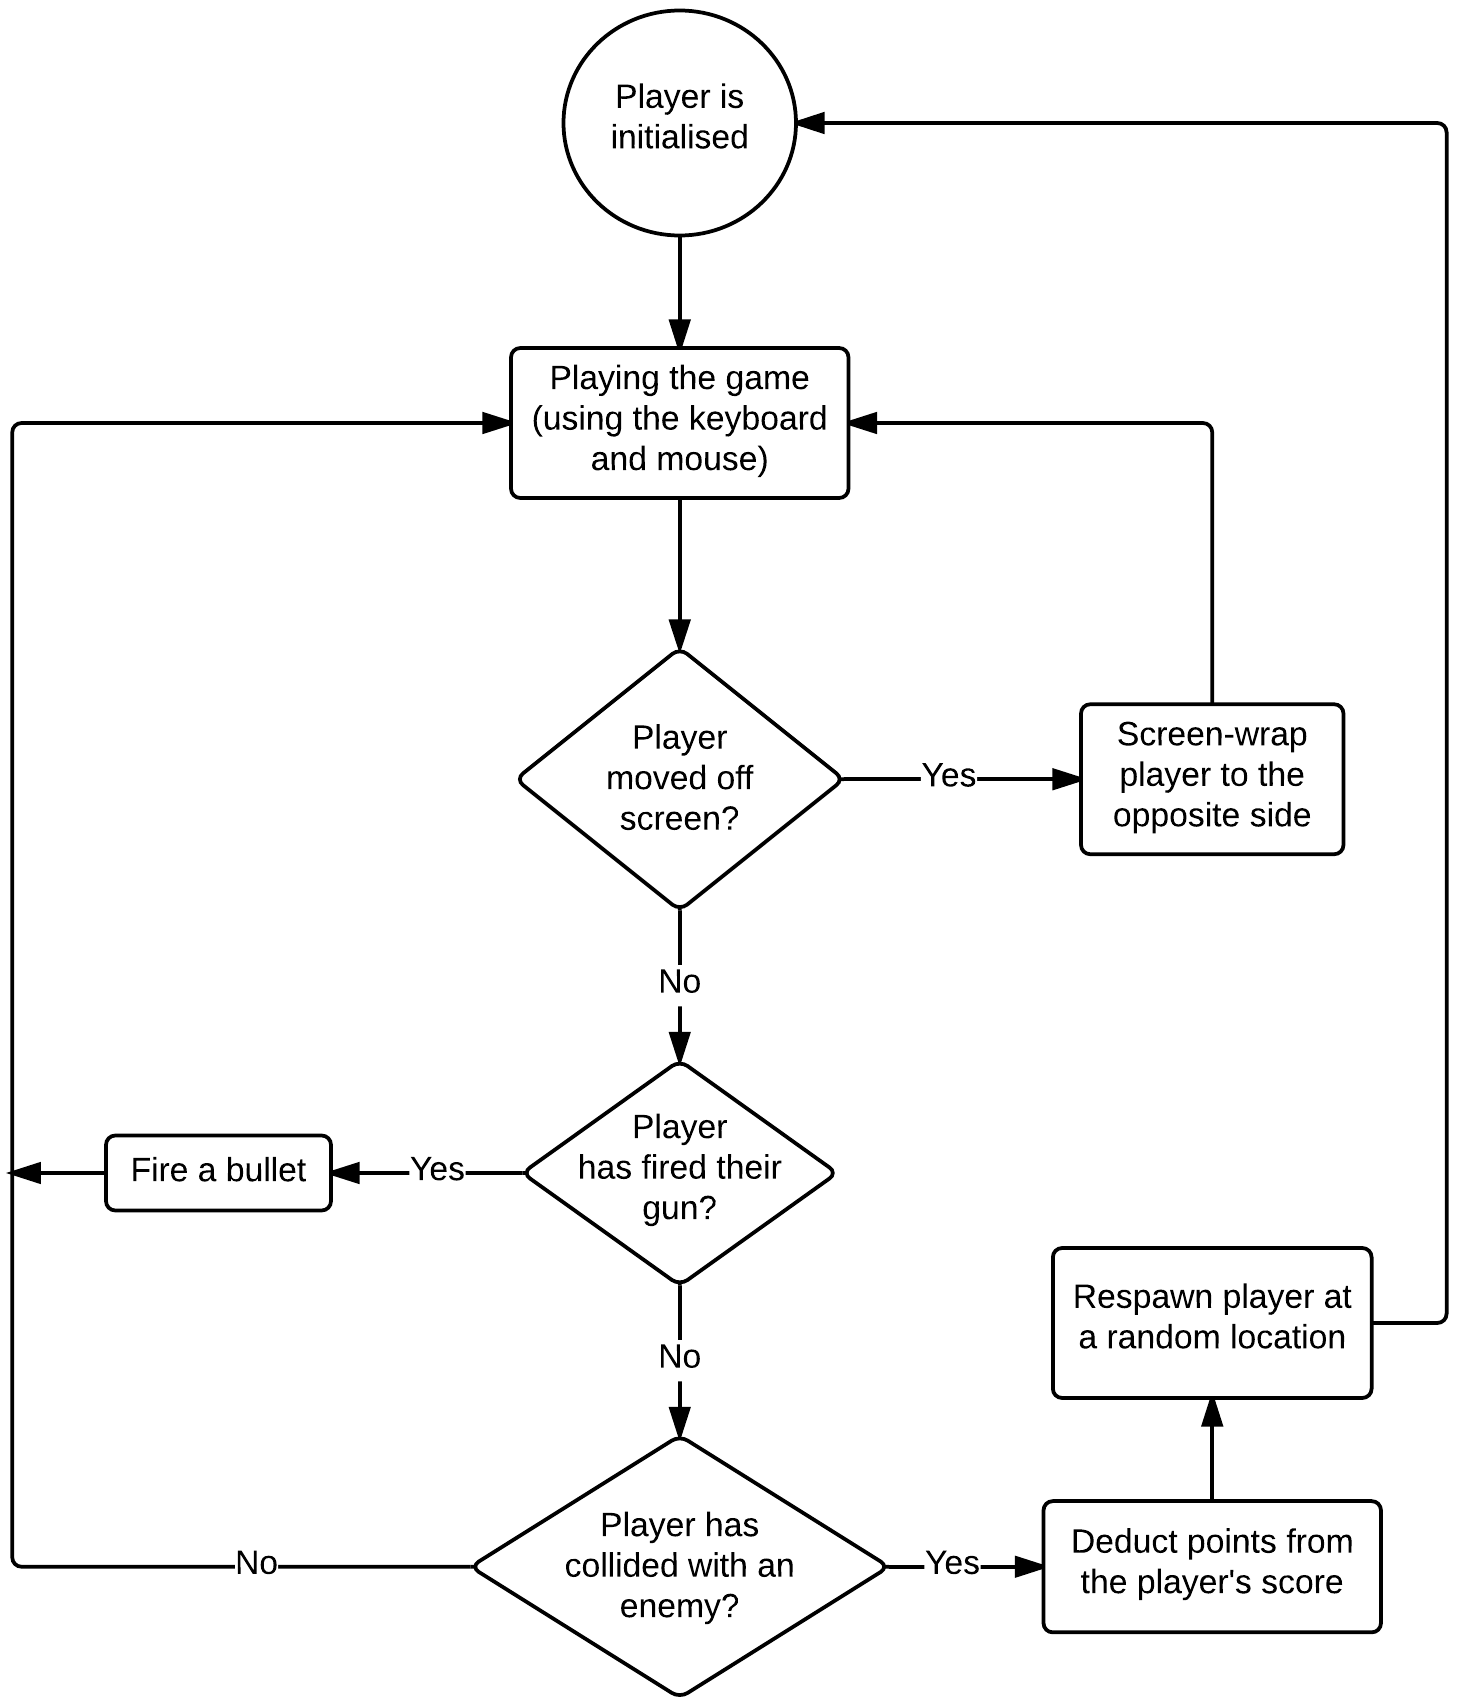 Player is
initialised
Playing the game
(using the keyboard
and mouse)
Player
moved off
screen?
Yes
Screen-wrap
player to the
opposite side
No
Player
has fired their
gun?
Yes
Fire a bullet
No
Respawn player at
a random location
Player has
collided with an
enemy?
No
Yes
Deduct points from
the player's score